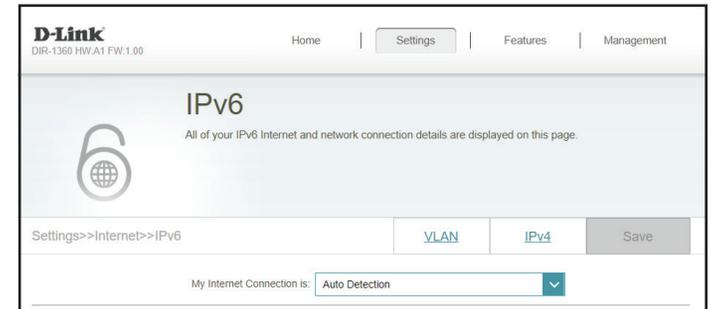 D-Link
DIR-1360 HW:A1 FW:1.00
Home | Settings | Features | Management
IPv6
All of your IPv6 Internet and network connection details are displayed on this page.
Settings>>Internet>>IPv6
VLAN
IPv4
Save
My Internet Connection is: Auto Detection